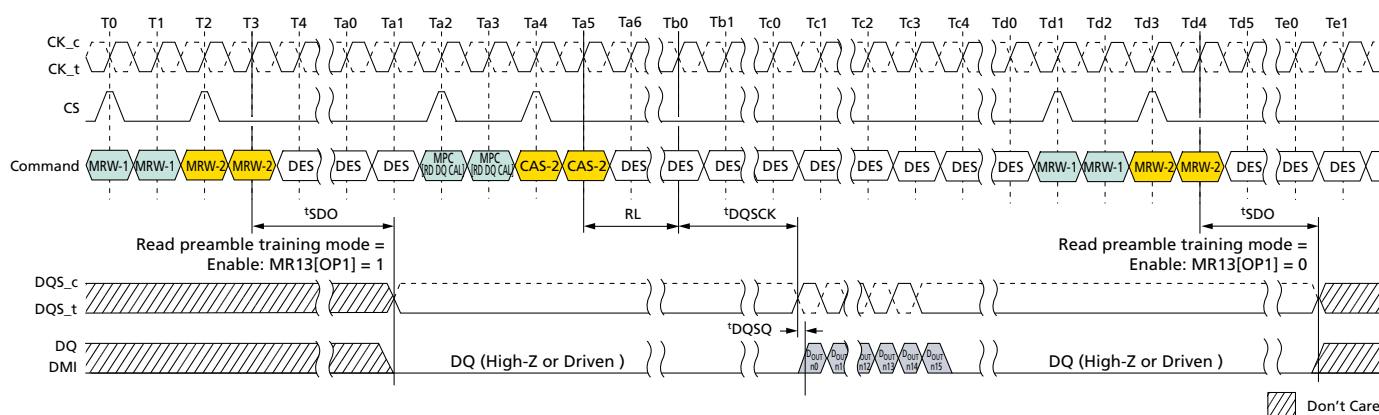 T0 T1 T2 T3 T4 Ta0 Ta1 Ta2 Ta3 Ta4 Ta5 Ta6 Tb0 Tb1 Tc0 Tc1 Tc2 Tc3 Tc4 Td0 Td1 Td2 Td3 Td4 Td5 Te0 Te1
CK_c
CK_t
CS
Command MRW-1 MRW-1 MRW-2 MRW-2 DES DES DES MPC [RD DQ CAL] MPC [RD DQ CAL] CAS-2 CAS-2 DES DES DES DES DES DES DES DES MRW-1 MRW-1 MRW-2 MRW-2 DES DES DES
tSDO RL tDQSCK tSDO
Read preamble training mode =
Enable: MR13[OP1] = 1
Read preamble training mode =
Enable: MR13[OP1] = 0
DQS_c
DQS_t
tDQSQ
DQ
DMI
DQ (High-Z or Driven )
DOUT n0 DOUT n1 DOUT n12 DOUT n13 DOUT n14 DOUT n15
DQ (High-Z or Driven )
Don't Care